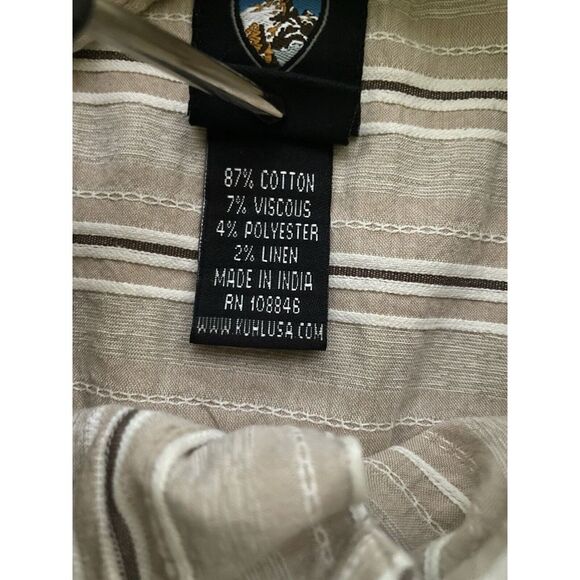 87% COTTON
7% VISCOUS
4% POLYESTER
2% LINEN
MADE IN INDIA
RN 108846
WWW.KUHLUSA.COM